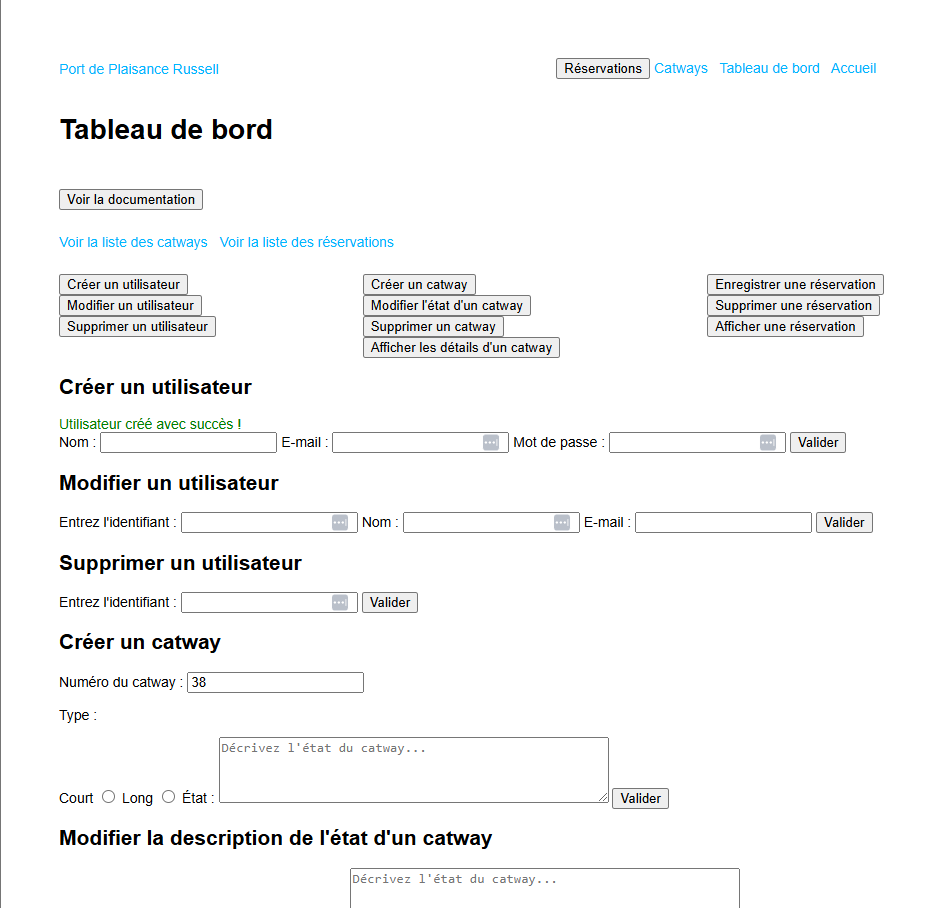 Port de Plaisance Russell Réservations Catways Tableau de bord Accueil
Tableau de bord
Voir la documentation
Voir la liste des catways Voir la liste des réservations
Créer un utilisateur Créer un catway Enregistrer une réservation
Modifier un utilisateur Modifier l'état d'un catway Supprimer une réservation
Supprimer un utilisateur Supprimer un catway Afficher une réservation
Afficher les détails d'un catway
Créer un utilisateur
Utilisateur créé avec succès !
Nom : E-mail : Mot de passe : Valider
Modifier un utilisateur
Entrez l'identifiant : Nom : E-mail : Valider
Supprimer un utilisateur
Entrez l'identifiant : Valider
Créer un catway
Numéro du catway : 38
Type :
Décrivez l'état du catway...
Court Long État : Valider
Modifier la description de l'état d'un catway
Décrivez l'état du catway...